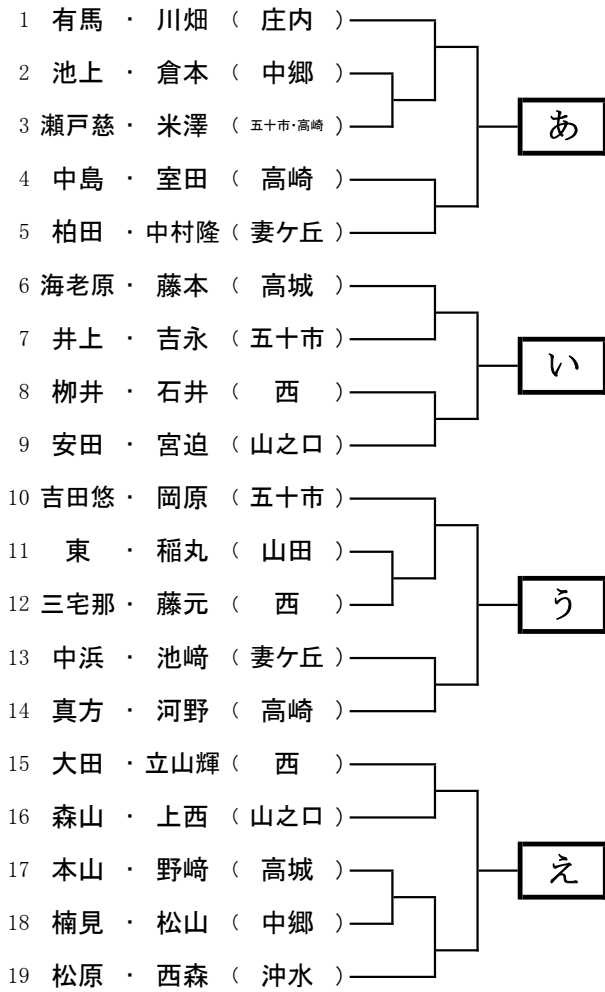 1 有馬 ・ 川畑 （ 庄内 ）
2 池上 ・ 倉本 （ 中郷 ）
3 瀬戸慈 ・ 米澤 （ 五十市・高崎 ）
あ
4 中島 ・ 室田 （ 高崎 ）
5 柏田 ・ 中村隆 （ 妻ケ丘 ）
6 海老原 ・ 藤本 （ 高城 ）
7 井上 ・ 吉永 （ 五十市 ）
い
8 栁井 ・ 石井 （ 西 ）
9 安田 ・ 宮迫 （ 山之口 ）
10 吉田悠 ・ 岡原 （ 五十市 ）
11 東 ・ 稲丸 （ 山田 ）
12 三宅那 ・ 藤元 （ 西 ）
う
13 中浜 ・ 池﨑 （ 妻ケ丘 ）
14 真方 ・ 河野 （ 高崎 ）
15 大田 ・ 立山輝 （ 西 ）
16 森山 ・ 上西 （ 山之口 ）
17 本山 ・ 野﨑 （ 高城 ）
え
18 楠見 ・ 松山 （ 中郷 ）
19 松原 ・ 西森 （ 沖水 ）